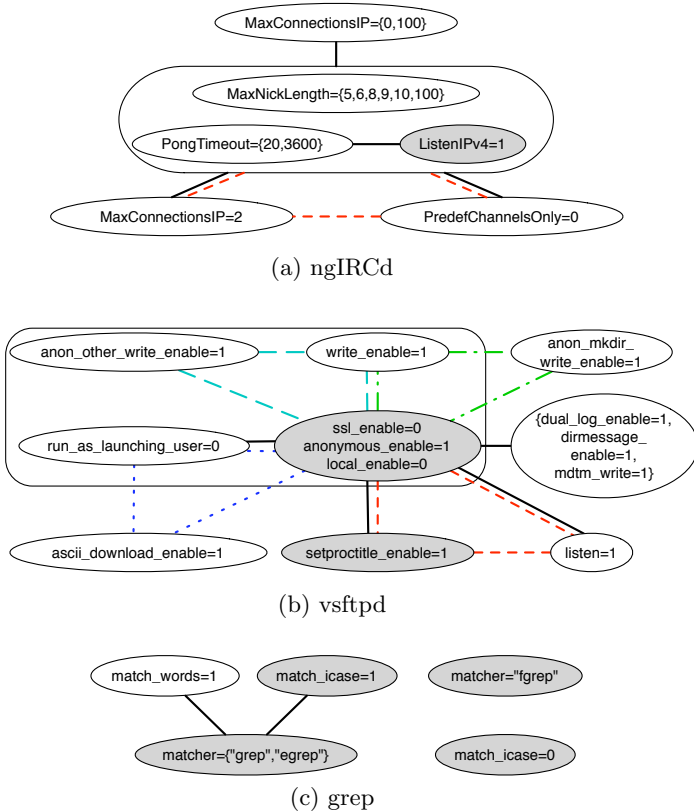 MaxConnectionsIP={0,100}
MaxNickLength={5,6,8,9,10,100}
PongTimeout={20,3600}
ListenIPv4=1
MaxConnectionsIP=2
PredefChannelsOnly=0
(a) ngIRCd
anon_other_write_enable=1
write_enable=1
anon_mkdir_
write_enable=1
ssl_enable=0
anonymous_enable=1
local_enable=0
run_as_launching_user=0
{dual_log_enable=1,
dirmessage_
enable=1,
mdtm_write=1}
ascii_download_enable=1
setproctitle_enable=1
listen=1
(b) vsftpd
match_words=1
match_icase=1
matcher="fgrep"
matcher={"grep","egrep"}
match_icase=0
(c) grep